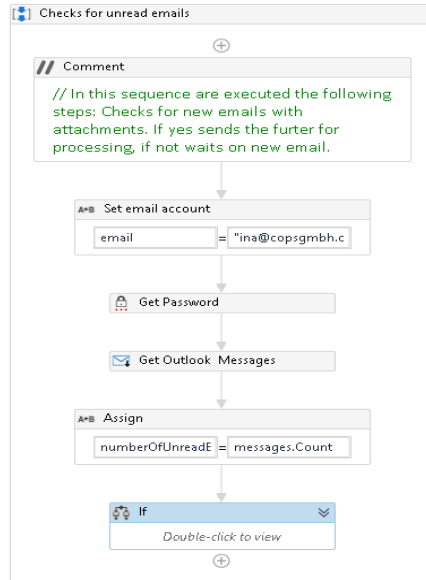 Checks for unread emails
// Comment
// In this sequence are executed the following
steps: Checks for new emails with
attachments. If yes sends the furter for
processing, if not waits on new email.
A+B Set email account
email = "ina@copsgmbh.c
Get Password
Get Outlook Messages
A+B Assign
numberOfUnreadE = messages.Count
If
Double-click to view